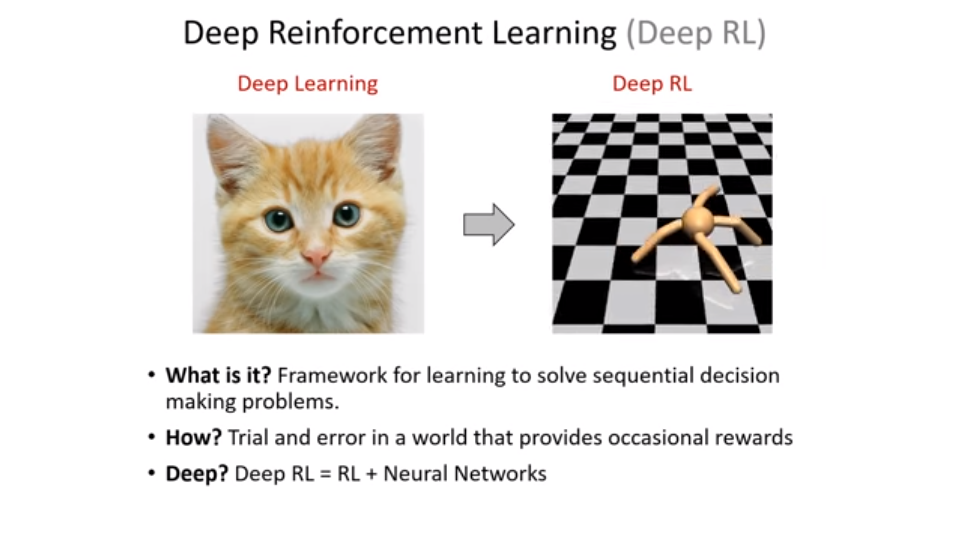 Deep Reinforcement Learning (Deep RL)
Deep Learning
Deep RL
• What is it? Framework for learning to solve sequential decision
making problems.
• How? Trial and error in a world that provides occasional rewards
• Deep? Deep RL = RL + Neural Networks